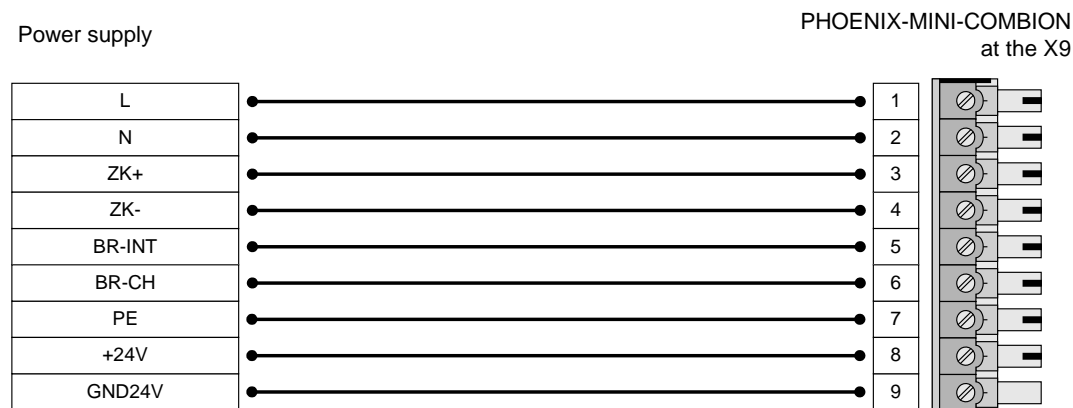 Power supply
PHOENIX-MINI-COMBION
at the X9
L 1
N 2
ZK+ 3
ZK- 4
BR-INT 5
BR-CH 6
PE 7
+24V 8
GND24V 9